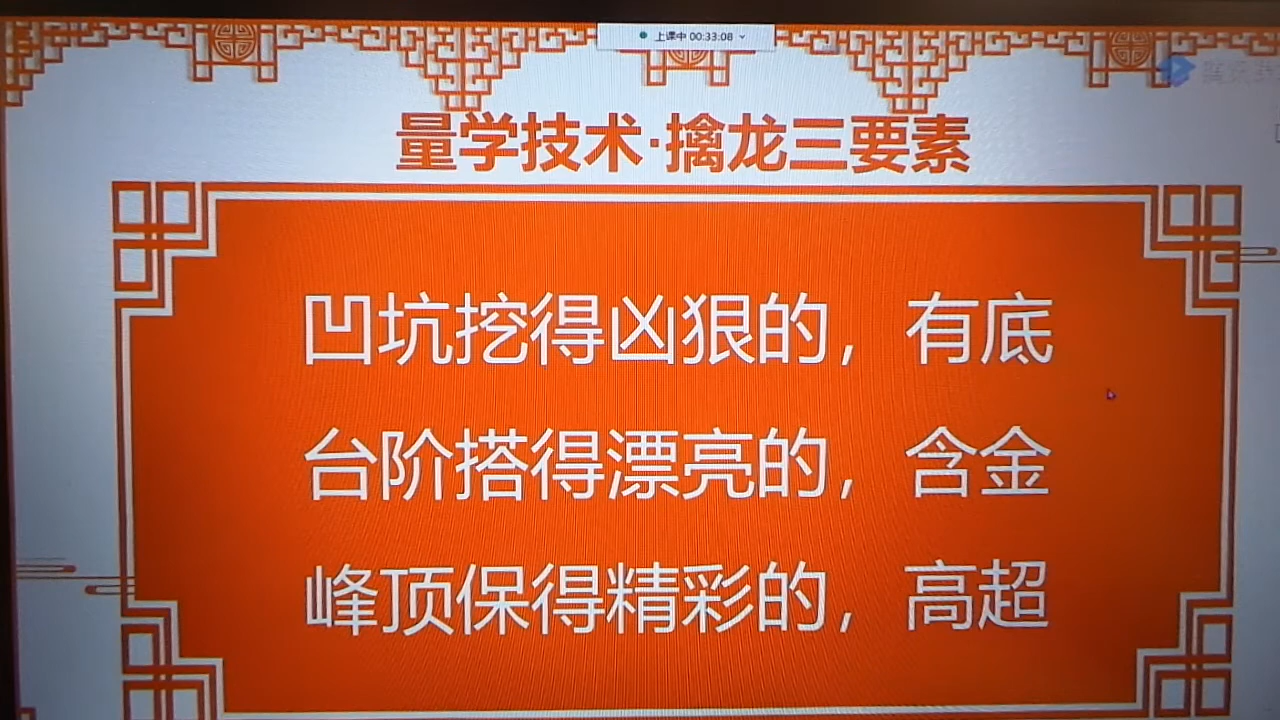 上课中 00:33:08
量学技术·擒龙三要素
凹坑挖得凶狠的，有底
台阶搭得漂亮的，含金
峰顶保得精彩的，高超